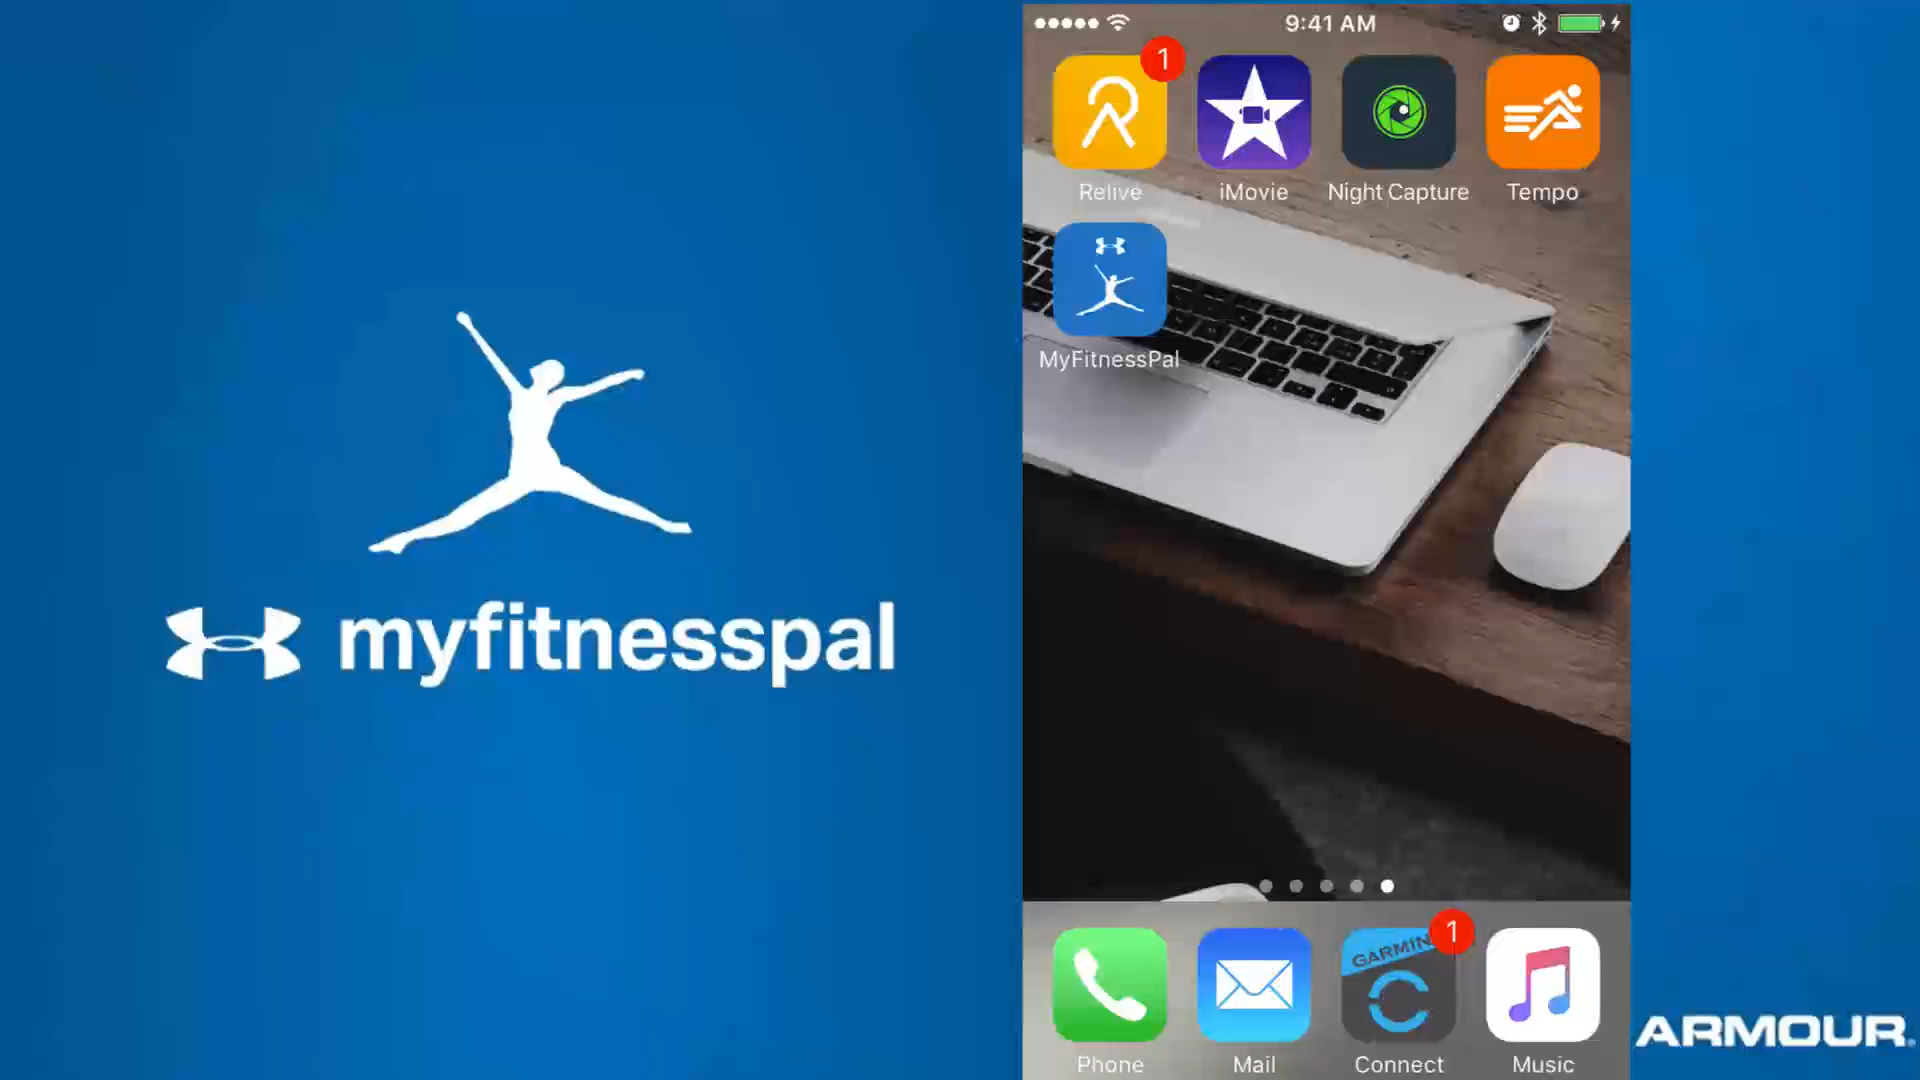 myfitnesspal
9:41 AM
1
Relive
iMovie
Night Capture
Tempo
MyFitnessPal
GARMIN
1
Phone
Mail
Connect
Music
ARMOUR.